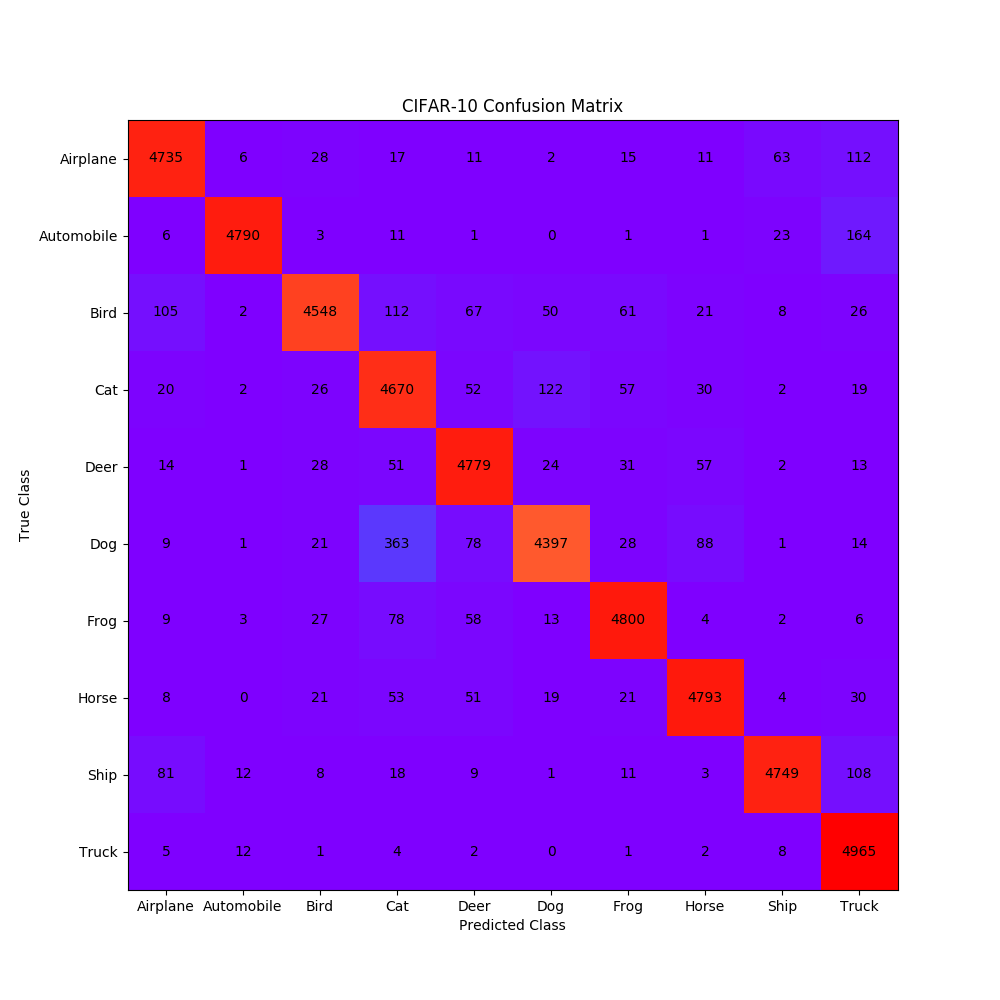 CIFAR-10 Confusion Matrix
Airplane 4735 6 28 17 11 2 15 11 63 112
Automobile 6 4790 3 11 1 0 1 1 23 164
Bird 105 2 4548 112 67 50 61 21 8 26
Cat 20 2 26 4670 52 122 57 30 2 19
Deer 14 1 28 51 4779 24 31 57 2 13
True Class
Dog 9 1 21 363 78 4397 28 88 1 14
Frog 9 3 27 78 58 13 4800 4 2 6
Horse 8 0 21 53 51 19 21 4793 4 30
Ship 81 12 8 18 9 1 11 3 4749 108
Truck 5 12 1 4 2 0 1 2 8 4965
Airplane Automobile Bird Cat Deer Dog Frog Horse Ship Truck
Predicted Class